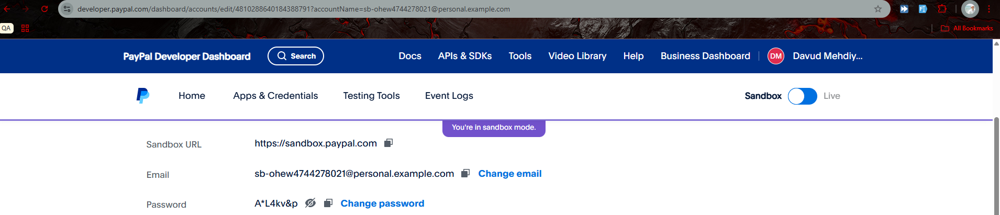 developer.paypal.com/dashboard/accounts/edit/4810288640184388791?accountName=sb-ohew4744278021@personal.example.com
QA
All Bookmarks
PayPal Developer Dashboard Search Docs APIs & SDKs Tools Video Library Help Business Dashboard DM Davud Mehdiy...
Home Apps & Credentials Testing Tools Event Logs Sandbox Live
You're in sandbox mode.
Sandbox URL https://sandbox.paypal.com
Email sb-ohew4744278021@personal.example.com Change email
Password A*L4kv&p Change password